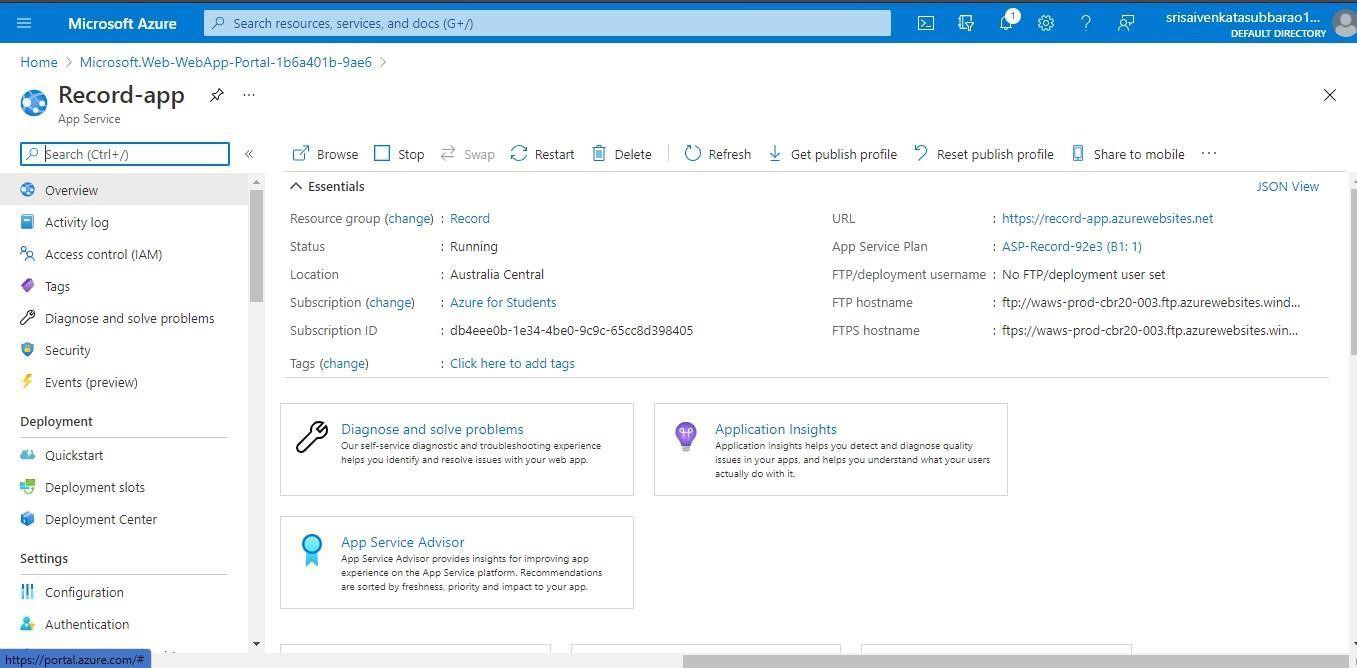 Microsoft Azure
Search resources, services, and docs (G+/)
1
srisaivenkatasubbarao1...
DEFAULT DIRECTORY
Home > Microsoft.Web-WebApp-Portal-1b6a401b-9ae6 >
Record-app
...
App Service
Search (Ctrl+/)
«
Browse Stop Swap Restart Delete Refresh Get publish profile Reset publish profile Share to mobile ...
Overview
Activity log
Access control (IAM)
Tags
Diagnose and solve problems
Security
Events (preview)
Deployment
Quickstart
Deployment slots
Deployment Center
Settings
Configuration
Authentication
Essentials
JSON View
Resource group (change) : Record
Status : Running
Location : Australia Central
Subscription (change) : Azure for Students
Subscription ID : db4eee0b-1e34-4be0-9c9c-65cc8d398405
Tags (change) : Click here to add tags
URL : https://record-app.azurewebsites.net
App Service Plan : ASP-Record-92e3 (B1: 1)
FTP/deployment username : No FTP/deployment user set
FTP hostname : ftp://waws-prod-cbr20-003.ftp.azurewebsites.wind...
FTPS hostname : ftps://waws-prod-cbr20-003.ftp.azurewebsites.win...
Diagnose and solve problems
Our self-service diagnostic and troubleshooting experience
helps you identify and resolve issues with your web app.
Application Insights
Application Insights helps you detect and diagnose quality
issues in your apps, and helps you understand what your users
actually do with it.
App Service Advisor
App Service Advisor provides insights for improving app
experience on the App Service platform. Recommendations
are sorted by freshness, priority and impact to your app.
https://portal.azure.com/#